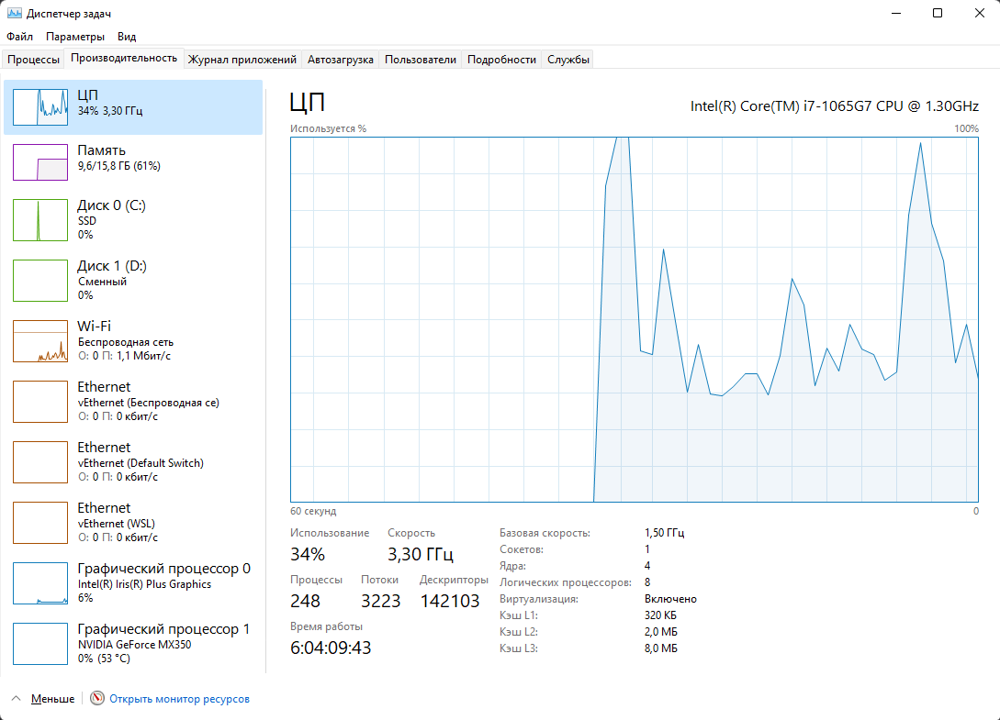 Диспетчер задач
Файл Параметры Вид
Процессы Производительность Журнал приложений Автозагрузка Пользователи Подробности Службы
ЦП
34% 3,30 ГГц
Память
9,6/15,8 ГБ (61%)
Диск 0 (C:)
SSD
0%
Диск 1 (D:)
Сменный
0%
Wi-Fi
Беспроводная сеть
О: 0 П: 1,1 Мбит/с
Ethernet
vEthernet (Беспроводная се)
О: 0 П: 0 кбит/с
Ethernet
vEthernet (Default Switch)
О: 0 П: 0 кбит/с
Ethernet
vEthernet (WSL)
О: 0 П: 0 кбит/с
Графический процессор 0
Intel(R) Iris(R) Plus Graphics
6%
Графический процессор 1
NVIDIA GeForce MX350
0% (53 °C)
ЦП
Intel(R) Core(TM) i7-1065G7 CPU @ 1.30GHz
Используется %
100%
60 секунд
0
Использование Скорость
34% 3,30 ГГц
Процессы Потоки Дескрипторы
248 3223 142103
Время работы
6:04:09:43
Базовая скорость: 1,50 ГГц
Сокетов: 1
Ядра: 4
Логических процессоров: 8
Виртуализация: Включено
Кэш L1: 320 КБ
Кэш L2: 2,0 МБ
Кэш L3: 8,0 МБ
Меньше
Открыть монитор ресурсов